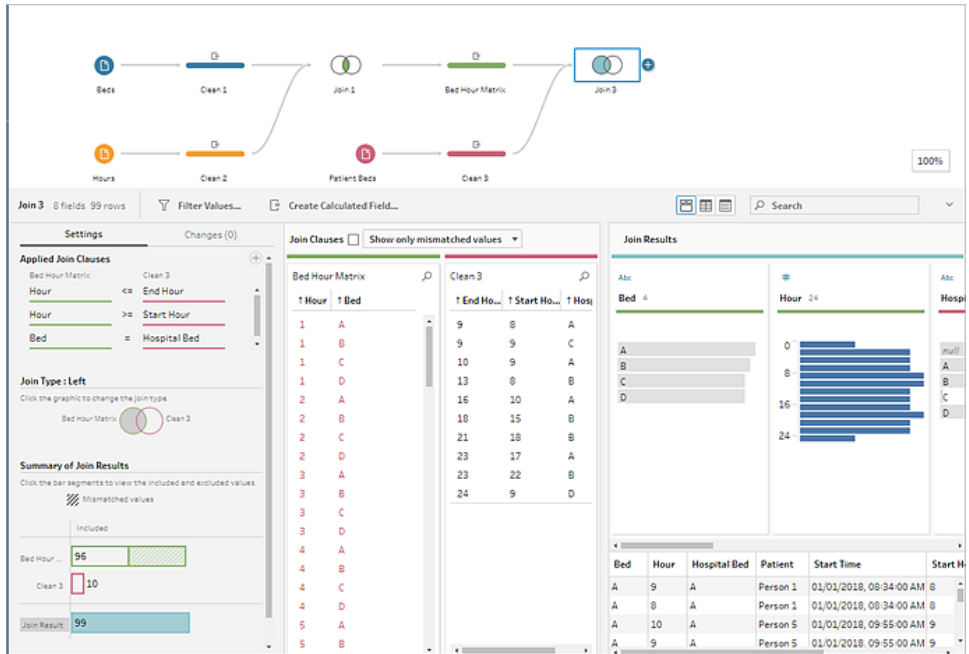 Beds
Clean 1
Join 1
Bed Hour Matrix
Join 3
Hours
Clean 2
Patient Beds
Clean 3
100%
Join 3 8 fields 99 rows Filter Values... Create Calculated Field... Search
Settings Changes (0)
Applied Join Clauses
Bed Hour Matrix Clean 3
Hour <= End Hour
Hour >= Start Hour
Bed = Hospital Bed
Join Type : Left
Click the graphic to change the join type.
Bed Hour Matrix Clean 3
Summary of Join Results
Click the bar segments to view the included and excluded values.
Mismatched values
Included
Bed Hour ... 96
Clean 3 10
Join Result 99
Join Clauses Show only mismatched values
Bed Hour Matrix
Hour Bed
1 A
1 B
1 C
1 D
2 A
2 B
2 C
2 D
3 A
3 B
3 C
3 D
4 A
4 B
4 C
4 D
5 A
5 B
Clean 3
End Ho... Start Ho... Hosp
9 8 A
9 9 C
10 9 A
13 8 B
16 10 A
18 15 B
21 18 B
23 17 A
23 22 B
24 9 D
Join Results
Abc
Bed 4
A
B
C
D
#
Hour 24
0
8
16
24
Abc
Hospi
null
A
B
C
D
Bed Hour Hospital Bed Patient Start Time Start H
A 9 A Person 1 01/01/2018, 08:34:00 AM 8
A 8 A Person 1 01/01/2018, 08:34:00 AM 8
A 10 A Person 5 01/01/2018, 09:55:00 AM 9
A 9 A Person 5 01/01/2018, 09:55:00 AM 9